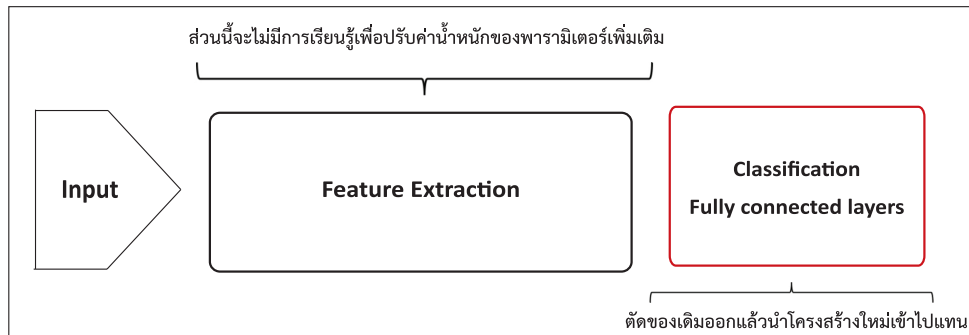 ส่วนนี้จะไม่มีการเรียนรู้เพื่อปรับค่าน้ำหนักของพารามิเตอร์เพิ่มเติม
Input
Feature Extraction
Classification
Fully connected layers
ตัดของเดิมออกแล้วนำโครงสร้างใหม่เข้าไปแทน